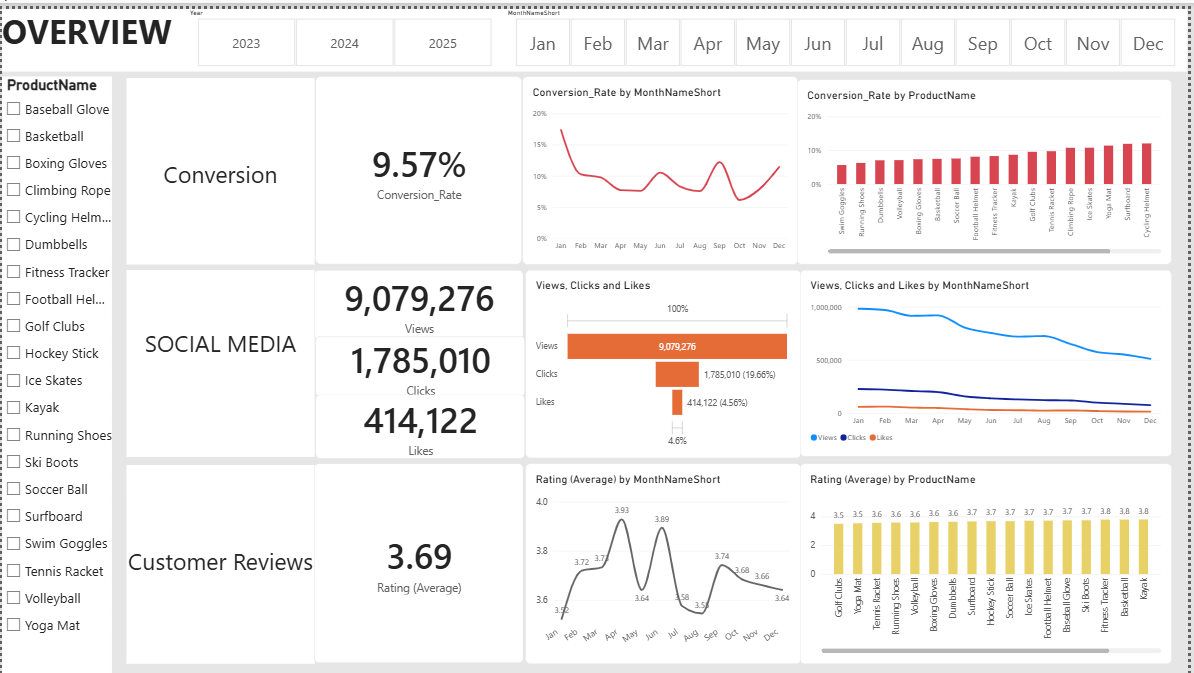 OVERVIEW
Year
2023
2024
2025
MonthNameShort
Jan
Feb
Mar
Apr
May
Jun
Jul
Aug
Sep
Oct
Nov
Dec
ProductName
Baseball Glove
Basketball
Boxing Gloves
Climbing Rope
Cycling Helm...
Dumbbells
Fitness Tracker
Football Hel...
Golf Clubs
Hockey Stick
Ice Skates
Kayak
Running Shoes
Ski Boots
Soccer Ball
Surfboard
Swim Goggles
Tennis Racket
Volleyball
Yoga Mat
Conversion
9.57%
Conversion_Rate
Conversion_Rate by MonthNameShort
20%
15%
10%
5%
0%
Jan Feb Mar Apr May Jun Jul Aug Sep Oct Nov Dec
Conversion_Rate by ProductName
20%
10%
0%
Swim Goggles
Running Shoes
Dumbbells
Volleyball
Boxing Gloves
Basketball
Soccer Ball
Football Helmet
Fitness Tracker
Kayak
Golf Clubs
Tennis Racket
Climbing Rope
Ice Skates
Yoga Mat
Surfboard
Cycling Helmet
SOCIAL MEDIA
9,079,276
Views
1,785,010
Clicks
414,122
Likes
Views, Clicks and Likes
100%
Views
9,079,276
Clicks
1,785,010 (19.66%)
Likes
414,122 (4.56%)
4.6%
Views, Clicks and Likes by MonthNameShort
1,000,000
500,000
0
Jan Feb Mar Apr May Jun Jul Aug Sep Oct Nov Dec
Views Clicks Likes
Customer Reviews
3.69
Rating (Average)
Rating (Average) by MonthNameShort
4.0
3.8
3.6
3.52
3.72
3.73
3.93
3.64
3.89
3.58
3.55
3.74
3.68
3.66
3.64
Jan Feb Mar Apr May Jun Jul Aug Sep Oct Nov Dec
Rating (Average) by ProductName
4
2
0
3.5 3.5 3.6 3.6 3.6 3.6 3.6 3.7 3.7 3.7 3.7 3.7 3.7 3.7 3.8 3.8 3.8
Golf Clubs
Yoga Mat
Tennis Racket
Running Shoes
Volleyball
Boxing Gloves
Dumbbells
Surfboard
Hockey Stick
Soccer Ball
Ice Skates
Football Helmet
Baseball Glove
Ski Boots
Fitness Tracker
Basketball
Kayak